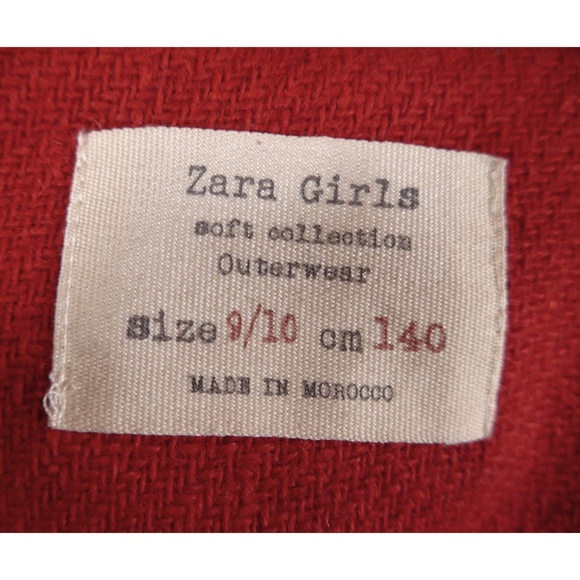 Zara Girls
soft collection
Outerwear
size 9/10 cm 140
MADE IN MOROCCO